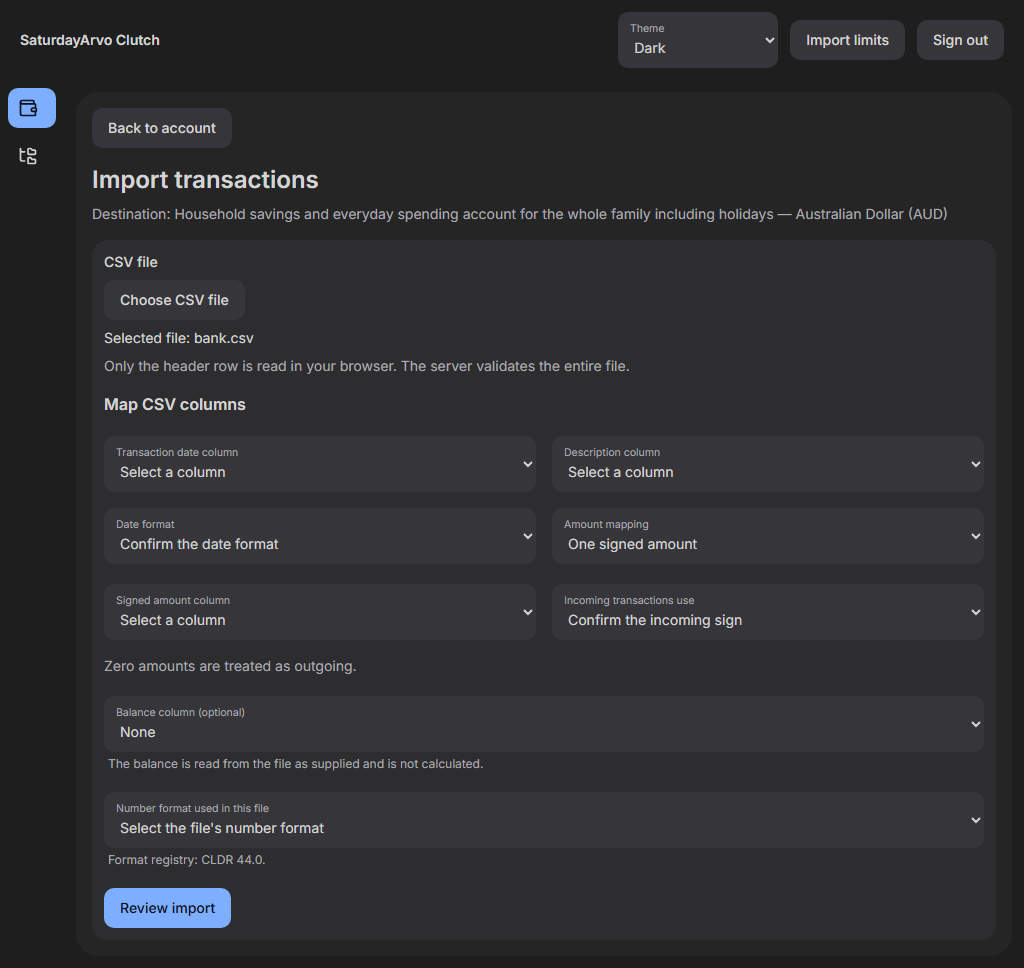 SaturdayArvo Clutch
Theme
Dark
Import limits
Sign out
Back to account
Import transactions
Destination: Household savings and everyday spending account for the whole family including holidays — Australian Dollar (AUD)
CSV file
Choose CSV file
Selected file: bank.csv
Only the header row is read in your browser. The server validates the entire file.
Map CSV columns
Transaction date column
Select a column
Description column
Select a column
Date format
Confirm the date format
Amount mapping
One signed amount
Signed amount column
Select a column
Incoming transactions use
Confirm the incoming sign
Zero amounts are treated as outgoing.
Balance column (optional)
None
The balance is read from the file as supplied and is not calculated.
Number format used in this file
Select the file's number format
Format registry: CLDR 44.0.
Review import